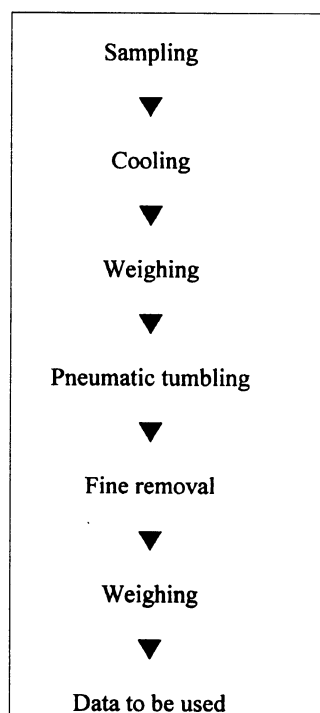 Sampling
Cooling
Weighing
Pneumatic tumbling
Fine removal
Weighing
Data to be used